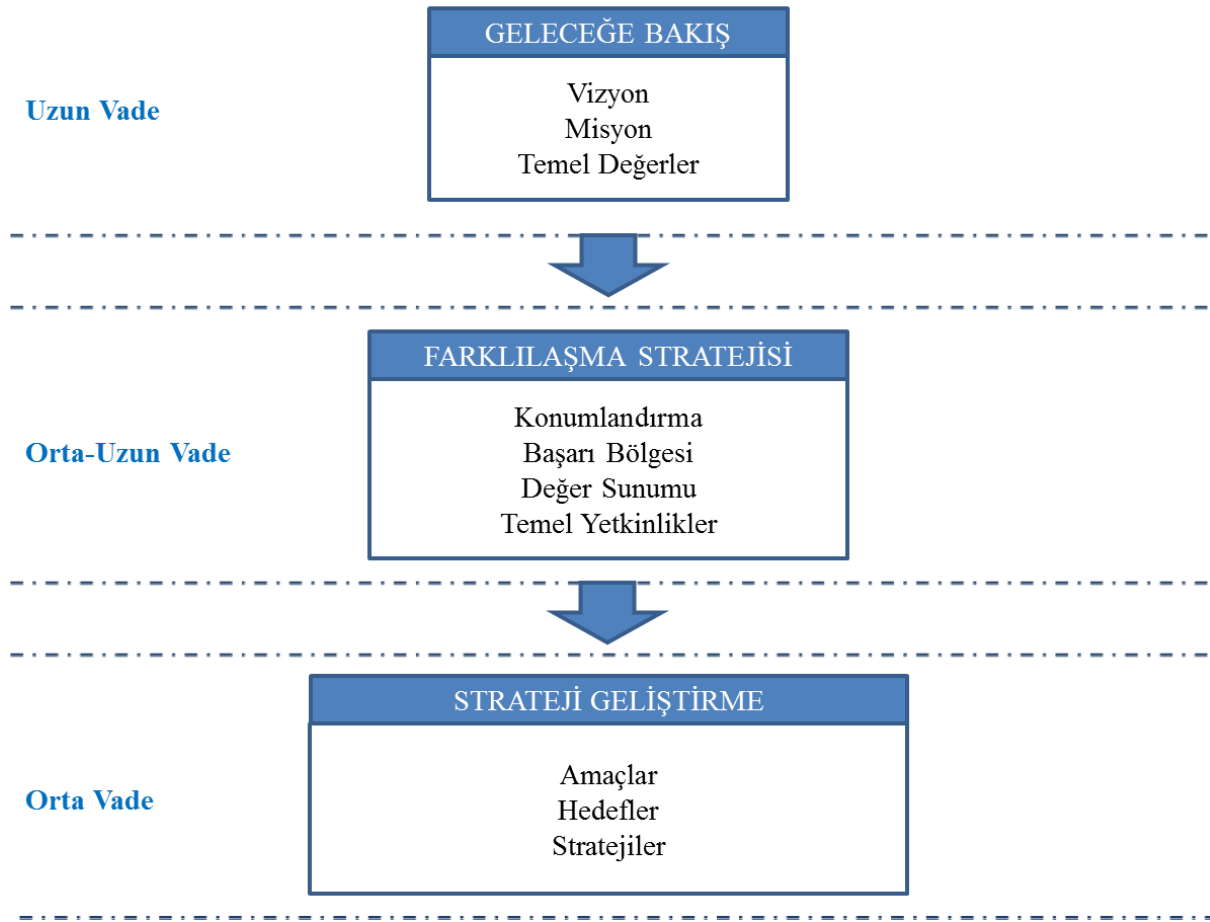 GELECEĞE BAKIŞ
Uzun Vade
Vizyon
Misyon
Temel Değerler
FARKLILAŞMA STRATEJİSİ
Orta-Uzun Vade
Konumlandırma
Başarı Bölgesi
Değer Sunumu
Temel Yetkinlikler
STRATEJİ GELİŞTİRME
Orta Vade
Amaçlar
Hedefler
Stratejiler